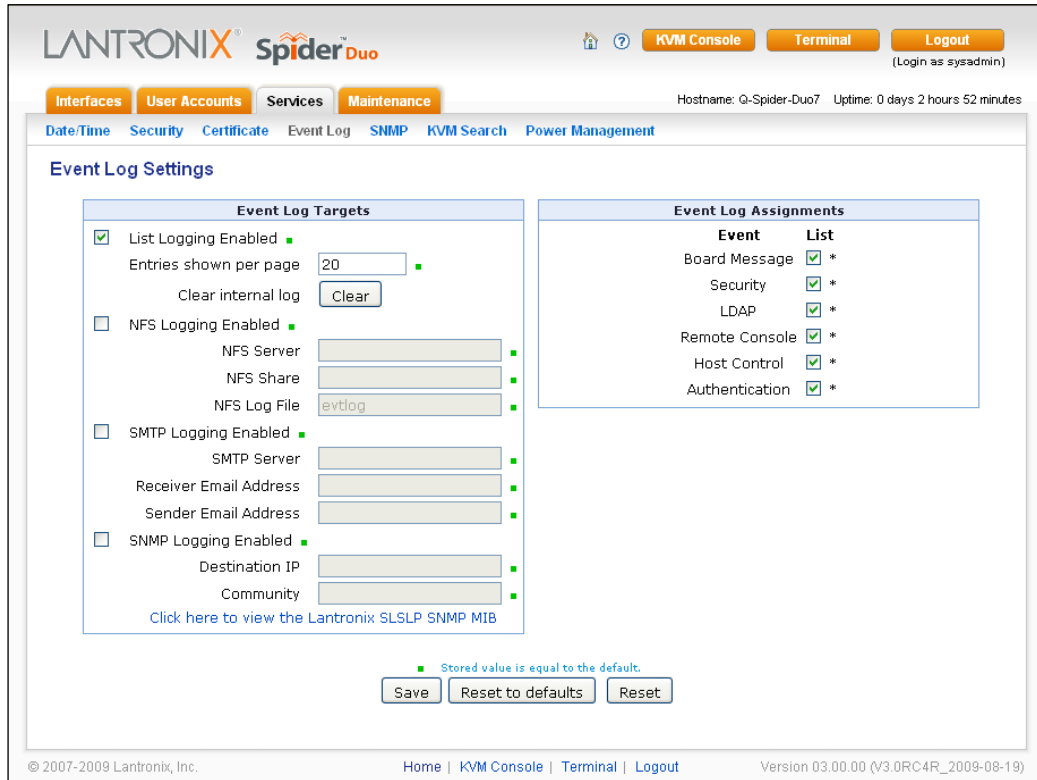 LANTRONIX® Spider™ Duo
KVM Console Terminal Logout
(Login as sysadmin)
Interfaces User Accounts Services Maintenance
Hostname: Q-Spider-Duo7 Uptime: 0 days 2 hours 52 minutes
Date/Time Security Certificate Event Log SNMP KVM Search Power Management
Event Log Settings
Event Log Targets
List Logging Enabled
Entries shown per page 20
Clear internal log Clear
NFS Logging Enabled
NFS Server
NFS Share
NFS Log File evtlog
SMTP Logging Enabled
SMTP Server
Receiver Email Address
Sender Email Address
SNMP Logging Enabled
Destination IP
Community
Click here to view the Lantronix SLSLP SNMP MIB
Event Log Assignments
Event List
Board Message *
Security *
LDAP *
Remote Console *
Host Control *
Authentication *
Stored value is equal to the default.
Save Reset to defaults Reset
© 2007-2009 Lantronix, Inc.
Home | KVM Console | Terminal | Logout
Version 03.00.00 (V3.0RC4R_2009-08-19)